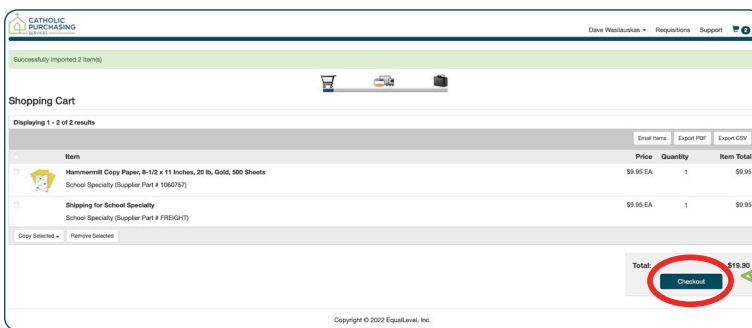 CATHOLIC
PURCHASING
SERVICES
Dave Wasilauskas Requisitions Support 2
Successfully imported 2 item(s)
Shopping Cart
Displaying 1 - 2 of 2 results
Email Items Export PDF Export CSV
Item Price Quantity Item Total
Hammermill Copy Paper, 8-1/2 x 11 Inches, 20 lb, Gold, 500 Sheets $9.95 EA 1 $9.95
School Specialty (Supplier Part # 1060757)
Shipping for School Specialty $9.95 EA 1 $9.95
School Specialty (Supplier Part # FREIGHT)
Copy Selected Remove Selected
Total: $19.90
Checkout
Copyright © 2022 EqualLevel, Inc.